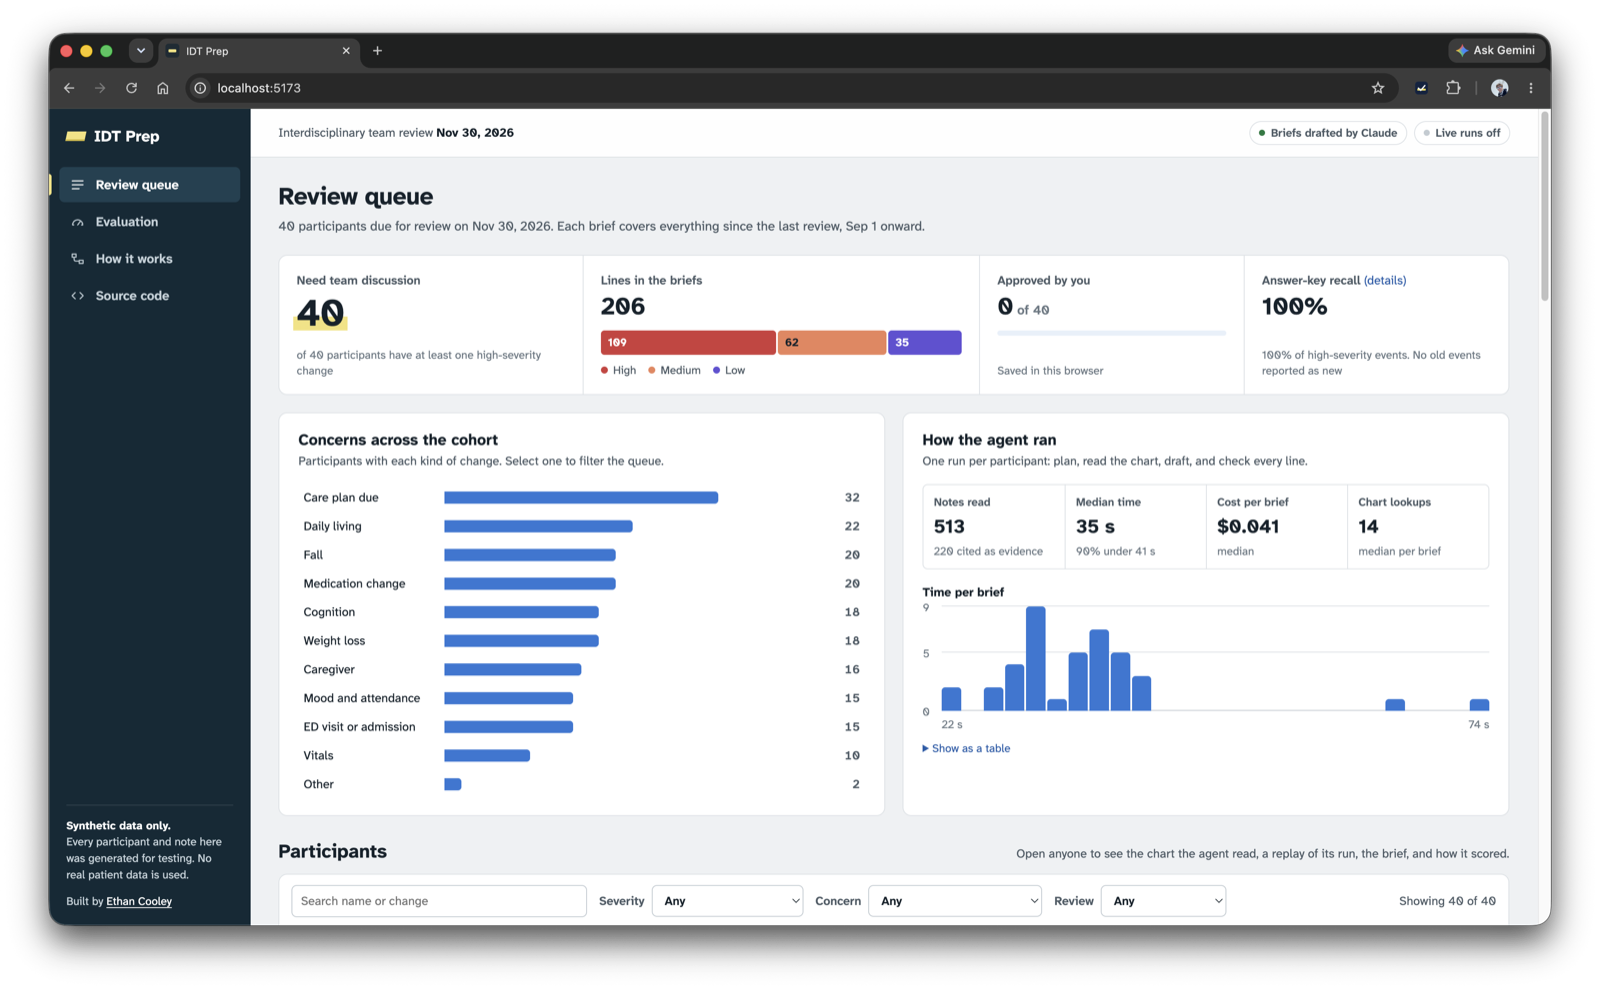 IDT Prep
Ask Gemini
localhost:5173
IDT Prep
Review queue
Evaluation
How it works
Source code
Synthetic data only.
Every participant and note here
was generated for testing. No
real patient data is used.
Built by Ethan Cooley
Interdisciplinary team review Nov 30, 2026
Briefs drafted by Claude
Live runs off
Review queue
40 participants due for review on Nov 30, 2026. Each brief covers everything since the last review, Sep 1 onward.
Need team discussion
40
of 40 participants have at least one high-severity
change
Lines in the briefs
206
109 62 35
High Medium Low
Approved by you
0 of 40
Saved in this browser
Answer-key recall (details)
100%
100% of high-severity events. No old events
reported as new
Concerns across the cohort
Participants with each kind of change. Select one to filter the queue.
Care plan due 32
Daily living 22
Fall 20
Medication change 20
Cognition 18
Weight loss 18
Caregiver 16
Mood and attendance 15
ED visit or admission 15
Vitals 10
Other 2
How the agent ran
One run per participant: plan, read the chart, draft, and check every line.
Notes read
513
220 cited as evidence
Median time
35 s
90% under 41 s
Cost per brief
$0.041
median
Chart lookups
14
median per brief
Time per brief
9
5
0
22 s 74 s
Show as a table
Participants
Open anyone to see the chart the agent read, a replay of its run, the brief, and how it scored.
Search name or change Severity Any Concern Any Review Any Showing 40 of 40